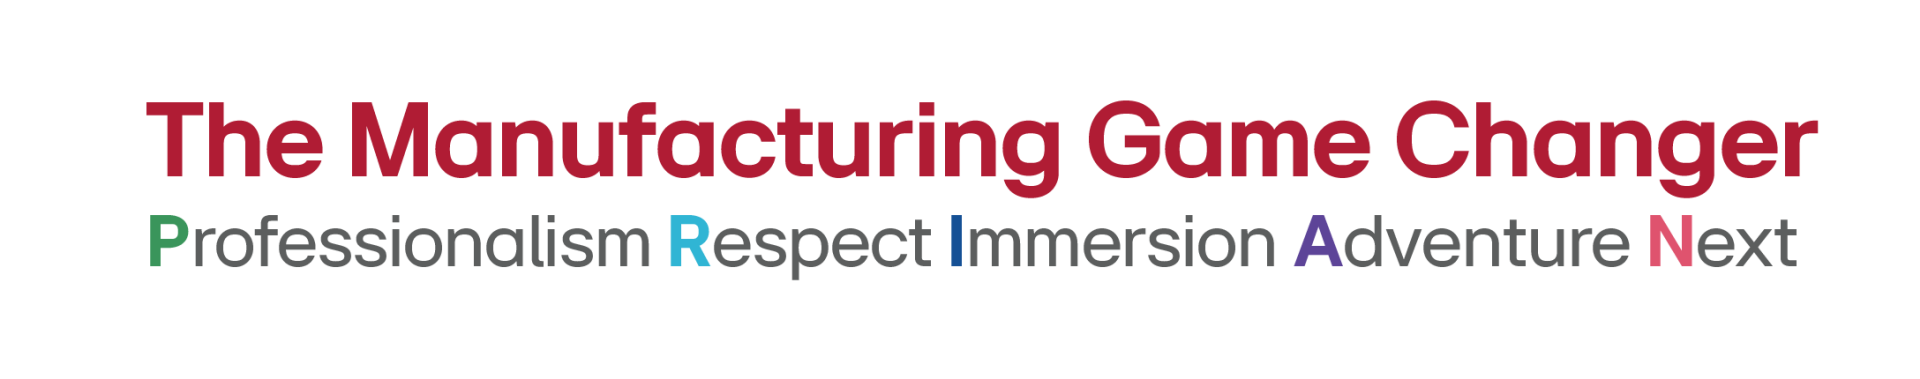 The Manufacturing Game Changer
Professionalism Respect Immersion Adventure Next